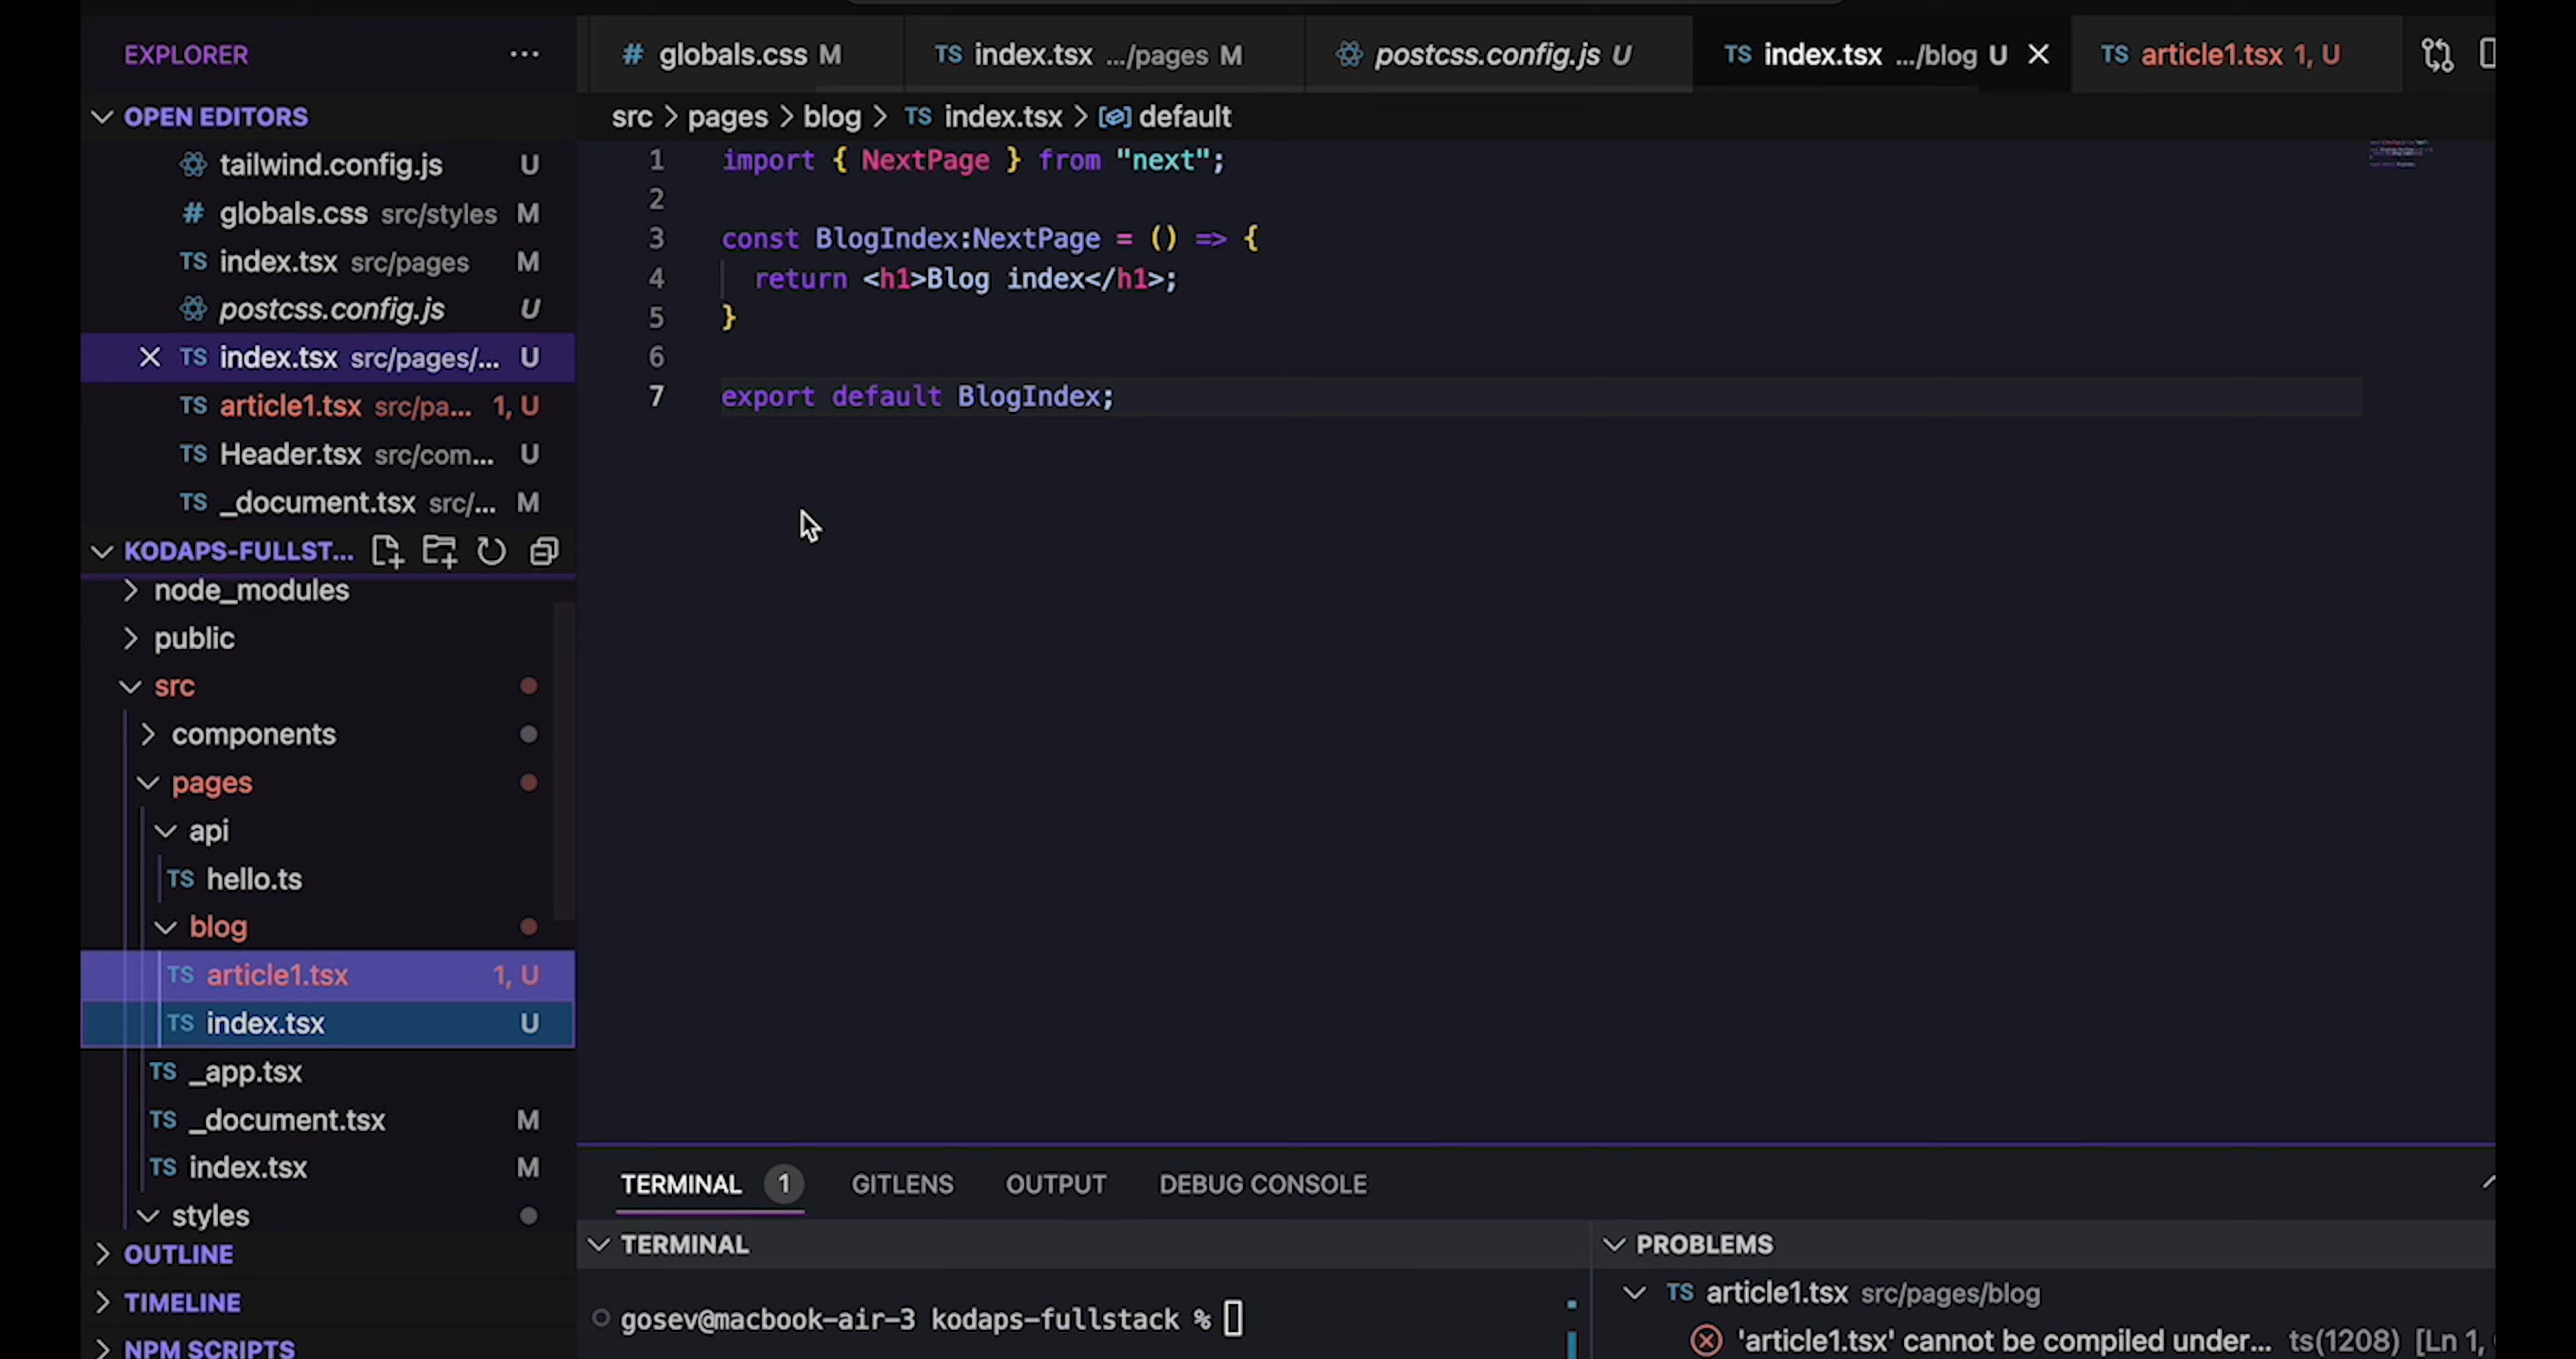 EXPLORER
OPEN EDITORS
tailwind.config.js U
# globals.css src/styles M
TS index.tsx src/pages M
postcss.config.js U
TS index.tsx src/pages/... U
TS article1.tsx src/pa... 1, U
TS Header.tsx src/com... U
TS _document.tsx src/... M
KODAPS-FULLST...
node_modules
public
src
components
pages
api
TS hello.ts
blog
TS article1.tsx 1, U
TS index.tsx U
TS _app.tsx
TS _document.tsx M
TS index.tsx M
styles
OUTLINE
TIMELINE
NPM SCRIPTS
# globals.css M TS index.tsx .../pages M postcss.config.js U TS index.tsx .../blog U TS article1.tsx 1, U
src > pages > blog > TS index.tsx > default
1 import { NextPage } from "next";
2
3 const BlogIndex:NextPage = () => {
4 return <h1>Blog index</h1>;
5 }
6
7 export default BlogIndex;
TERMINAL 1 GITLENS OUTPUT DEBUG CONSOLE
TERMINAL
gosev@macbook-air-3 kodaps-fullstack %
PROBLEMS
TS article1.tsx src/pages/blog
'article1.tsx' cannot be compiled under... ts(1208) [Ln 1,